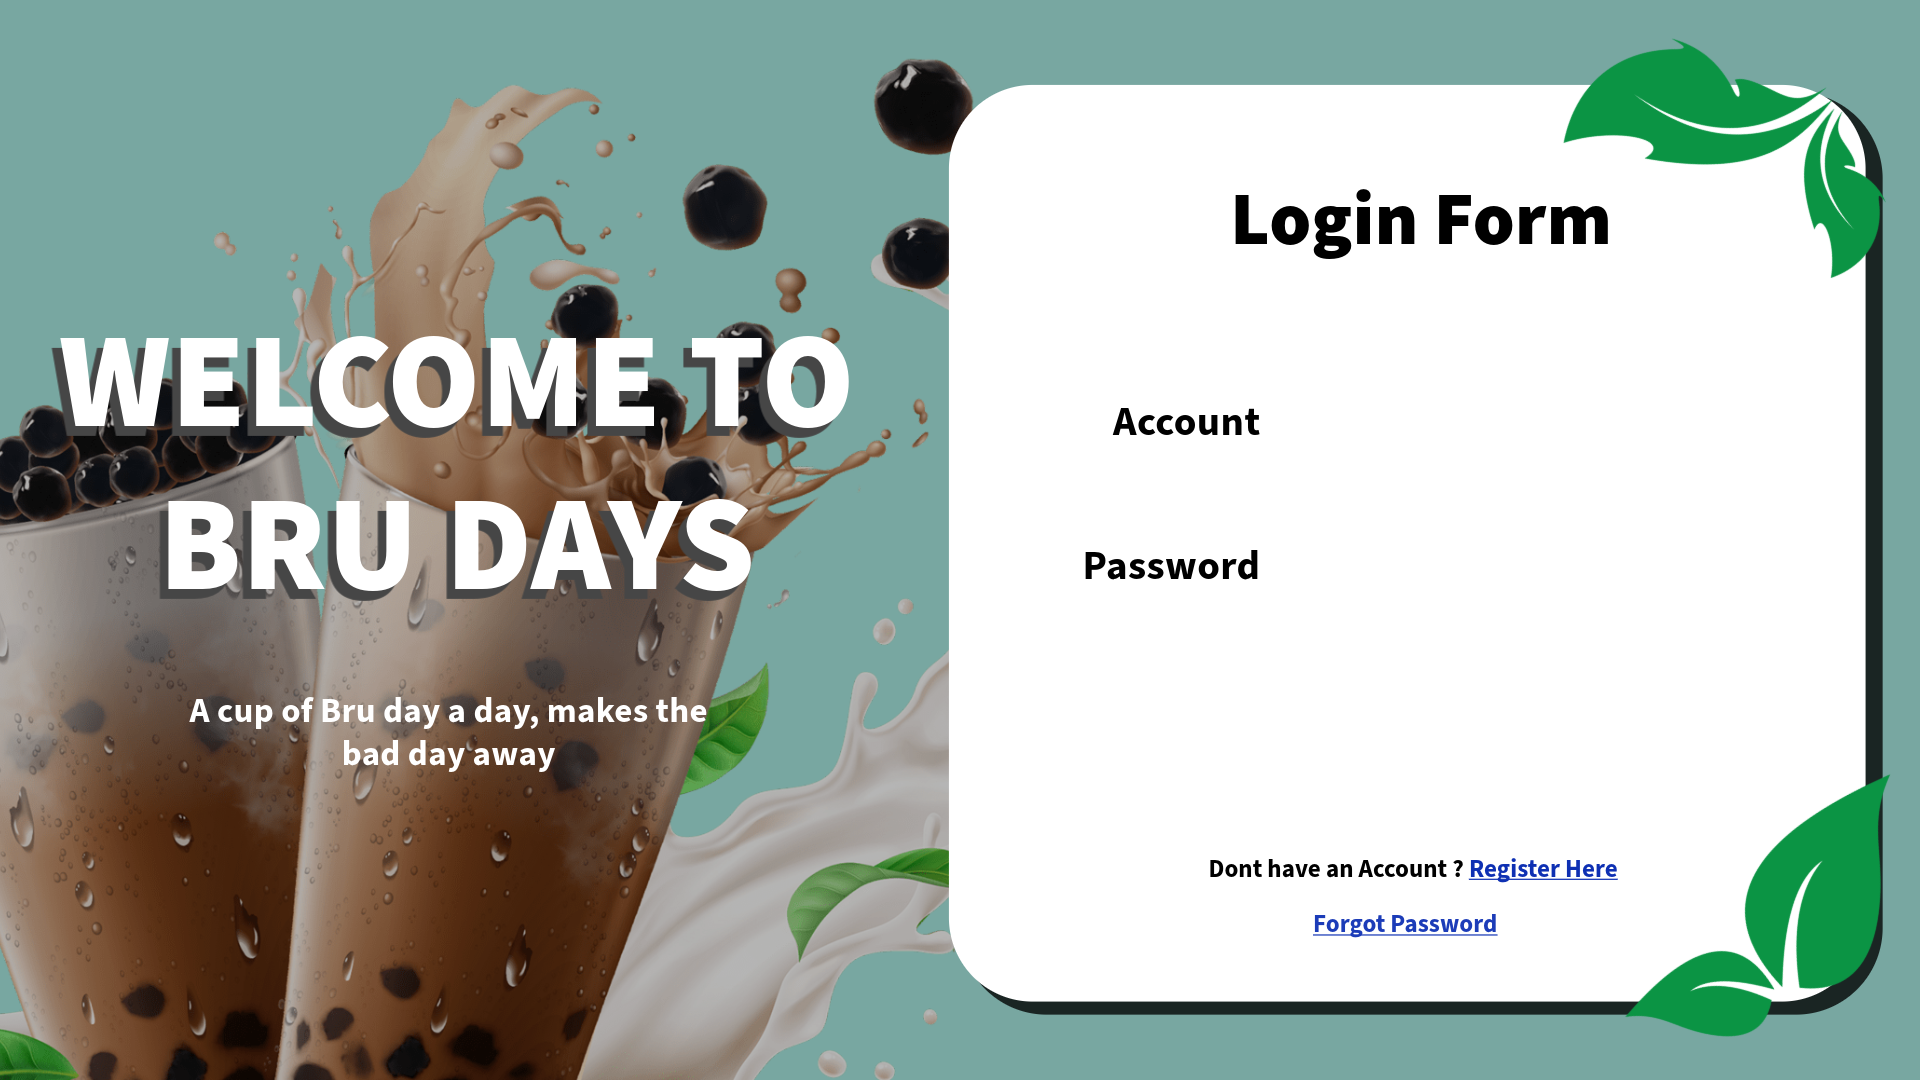 WELCOME TO
BRU DAYS
A cup of Bru day a day, makes the
bad day away
Login Form
Account
Password
Dont have an Account ? Register Here
Forgot Password